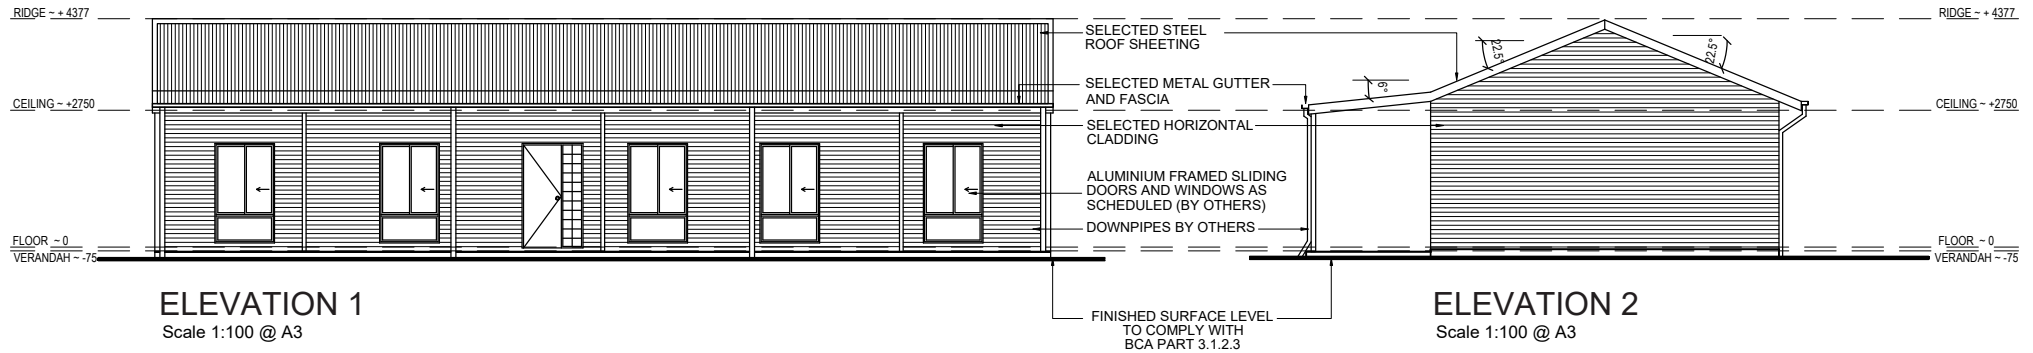 RIDGE ~ + 4377
CEILING ~ +2750
FLOOR ~ 0
VERANDAH ~ -75
SELECTED STEEL
ROOF SHEETING
SELECTED METAL GUTTER
AND FASCIA
SELECTED HORIZONTAL
CLADDING
ALUMINIUM FRAMED SLIDING
DOORS AND WINDOWS AS
SCHEDULED (BY OTHERS)
DOWNPIPES BY OTHERS
FINISHED SURFACE LEVEL
TO COMPLY WITH
BCA PART 3.1.2.3
22.5°
22.5°
6°
RIDGE ~ + 4377
CEILING ~ +2750
FLOOR ~ 0
VERANDAH ~ -75
ELEVATION 1
Scale 1:100 @ A3
ELEVATION 2
Scale 1:100 @ A3